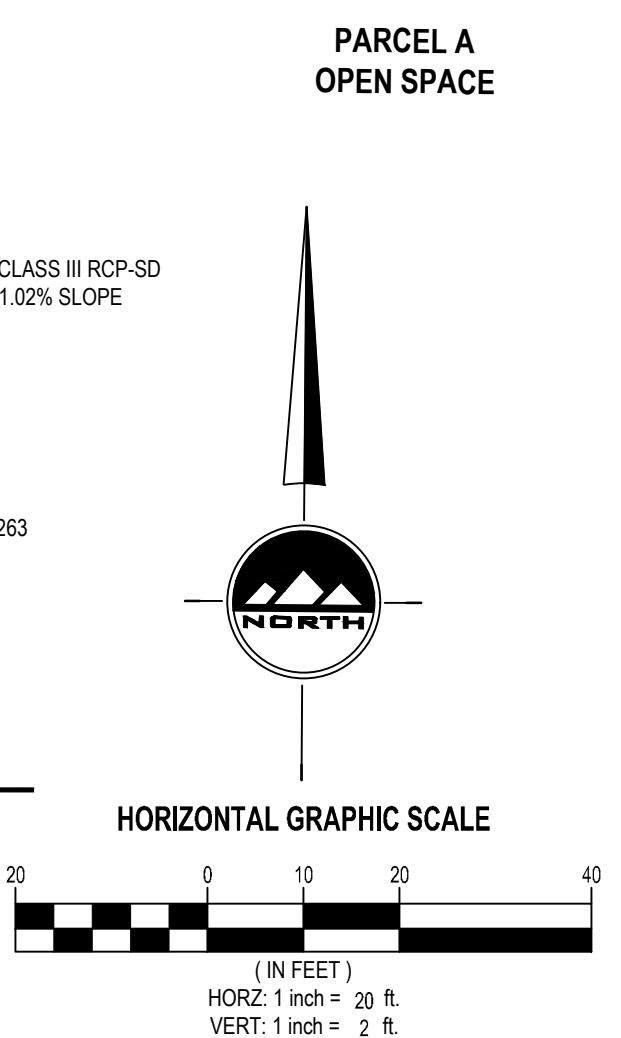 PARCEL A
OPEN SPACE
CLASS III RCP-SD
1.02% SLOPE
263
NORTH
HORIZONTAL GRAPHIC SCALE
20 0 10 20 40
( IN FEET )
HORZ: 1 inch = 20 ft.
VERT: 1 inch = 2 ft.